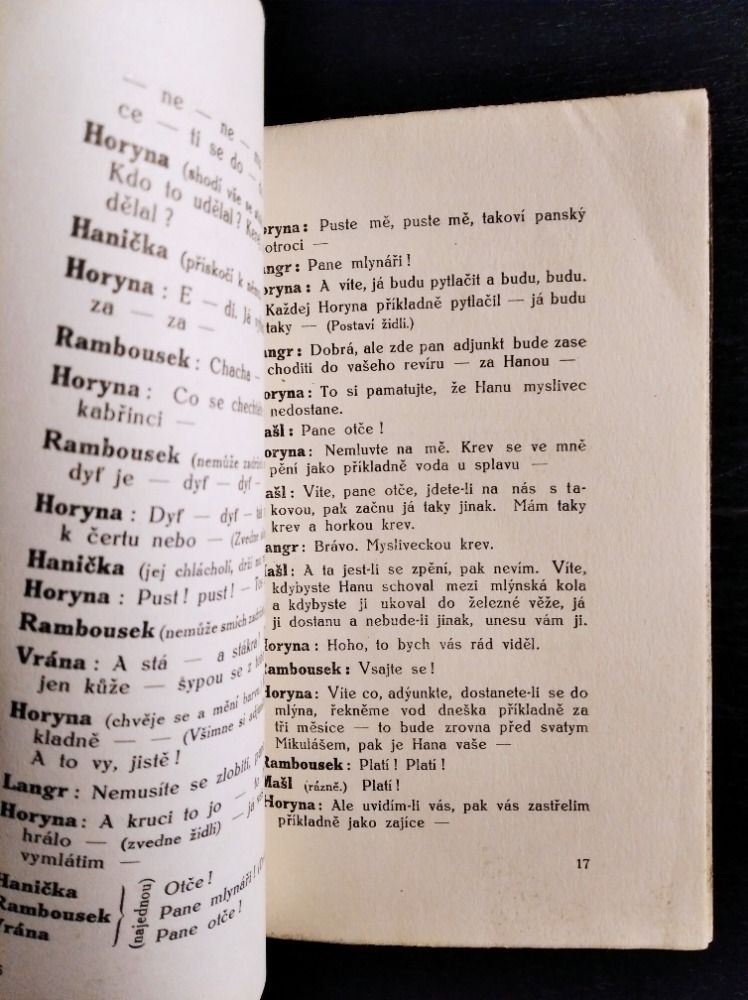 — ne — ne —
ce — ti se do —
Horyna (shodí vše se
Kdo to udělal?
dělal?
Hanička (přiskočí k
Horyna: E — di. Já
za — za —
Rambousek: Chacha —
Horyna: Co se
kabřinci —
Rambousek (nemůže
dyť je — dyť — dyť —
Horyna: Dyť — dyť —
k čertu nebo — (Zvedne
Hanička (jej chlácholí, drží
Horyna: Pust! pust! —
Rambousek (nemůže smích
Vrána: A stá — a stákra!
jen kůže — sypou se z
Horyna (chvěje se a mění barvu
kladně — — (Všimne si
A to vy, jistě!
Langr: Nemusíte se zlobiti,
Horyna: A kruci to jo —
hrálo — (zvedne židli) — já
vymlátím —
Hanička
Rambousek
Vrána
(najednou)
Otče!
Pane mlynáři!
Pane otče!
oryna: Puste mě, puste mě, takoví panský
otroci —
angr: Pane mlynáři!
oryna: A víte, já budu pytlačit a budu, budu.
Každej Horyna příkladně pytlačil — já budu
taky — (Postaví židli.)
Langr: Dobrá, ale zde pan adjunkt bude zase
choditi do vašeho revíru — za Hanou —
oryna: To si pamatujte, že Hanu myslivec
nedostane.
Mašl: Pane otče!
oryna: Nemluvte na mě. Krev se ve mně
pění jako příkladně voda u splavu —
Mašl: Víte, pane otče, jdete-li na nás s ta-
kovou, pak začnu já taky jinak. Mám taky
krev a horkou krev.
angr: Brávo. Mysliveckou krev.
Mašl: A ta jest-li se zpění, pak nevím. Víte,
kdybyste Hanu schoval mezi mlýnská kola
a kdybyste ji ukoval do železné věže, já
ji dostanu a nebude-li jinak, unesu vám ji.
Horyna: Hoho, to bych vás rád viděl.
Rambousek: Vsajte se!
Horyna: Víte co, adýunkte, dostanete-li se do
mlýna, řekněme vod dneška příkladně za
tři měsíce — to bude zrovna před svatym
Mikulášem, pak je Hana vaše —
Rambousek: Platí! Platí!
Mašl (rázně.) Platí!
Horyna: Ale uvidím-li vás, pak vás zastřelim
příkladně jako zajíce —
17